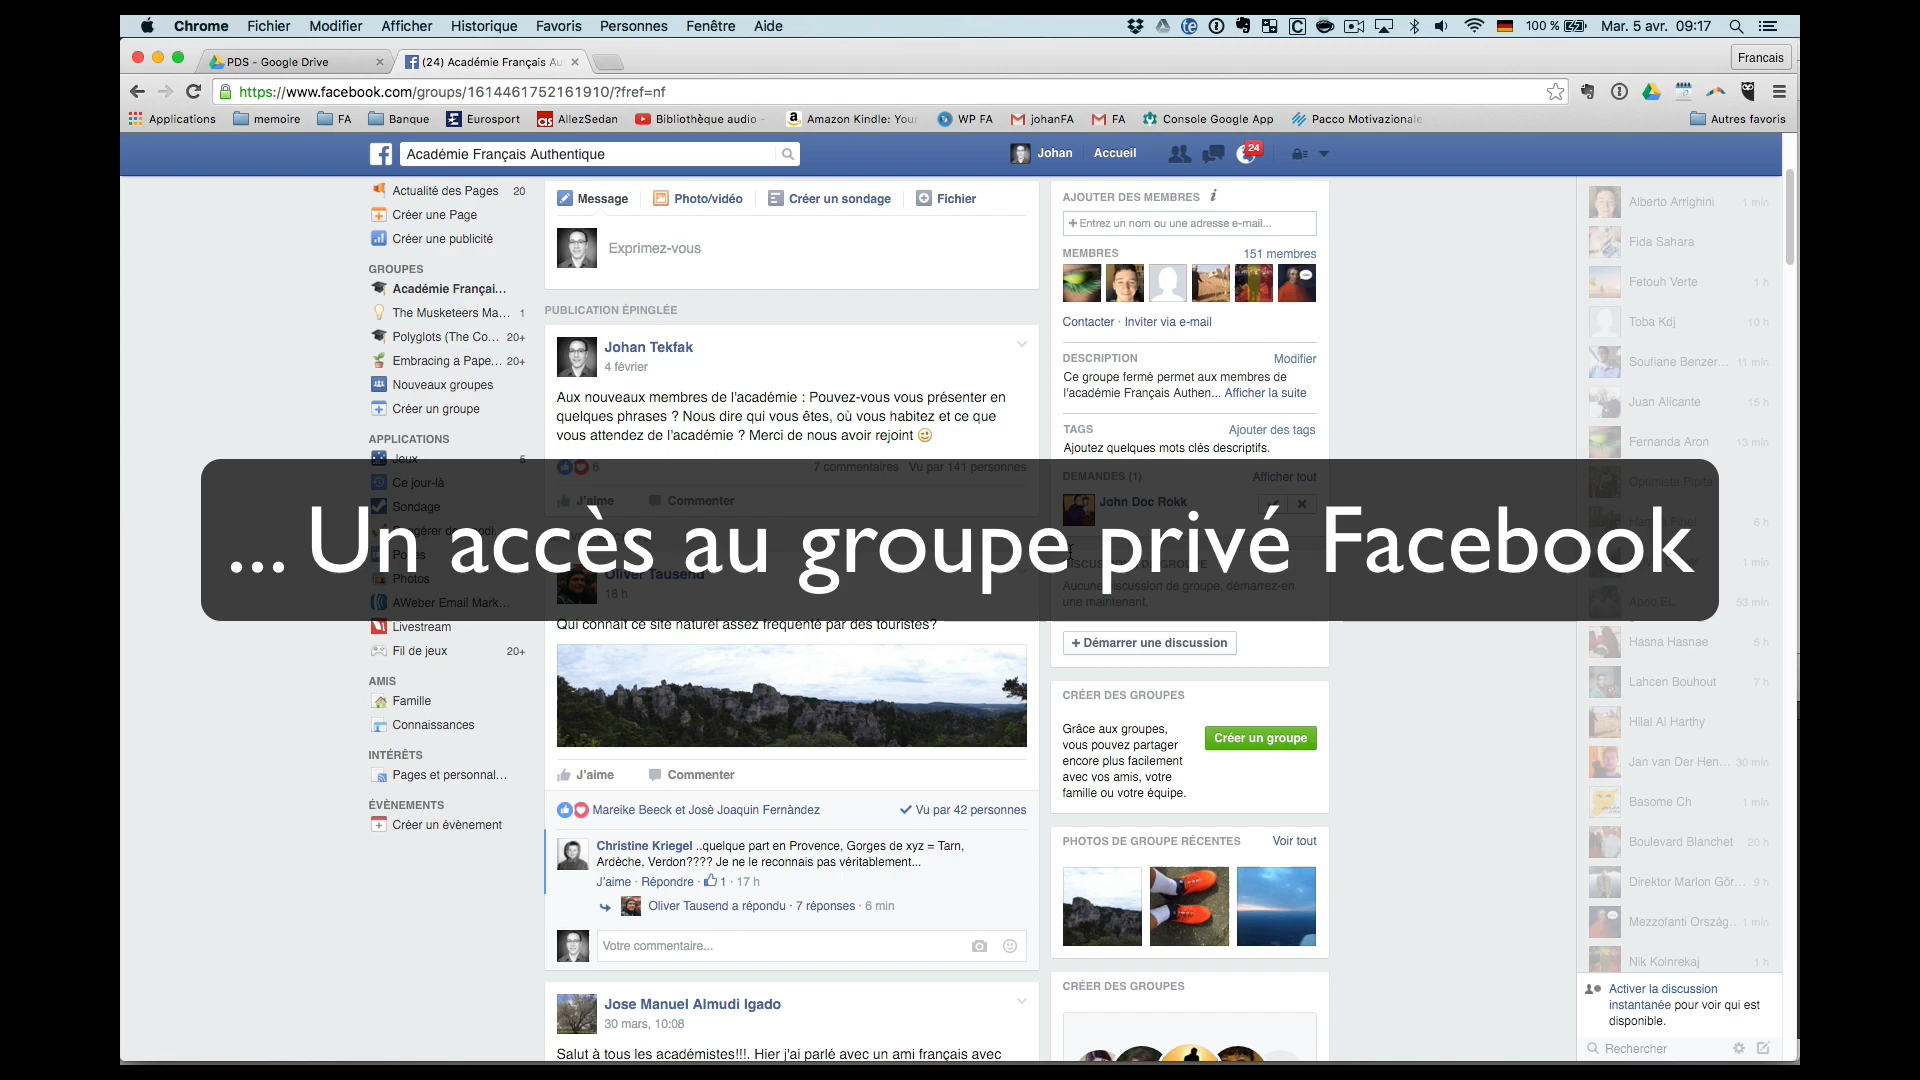 Chrome Fichier Modifier Afficher Historique Favoris Personnes Fenêtre Aide 100 % Mar. 5 avr. 09:17
PDS - Google Drive
(24) Académie Français Au
Francais
https://www.facebook.com/groups/1614461752161910/?fref=nf
Applications memoire FA Banque Eurosport AllezSedan Bibliothèque audio - Amazon Kindle: Your WP FA johanFA FA Console Google App Pacco Motivazionale Autres favoris
Académie Français Authentique
Johan Accueil 24
Actualité des Pages 20
Créer une Page
Créer une publicité
GROUPES
Académie Françai...
The Musketeers Ma... 1
Polyglots (The Co... 20+
Embracing a Pape... 20+
Nouveaux groupes
Créer un groupe
APPLICATIONS
Jeux 5
Ce jour-là
Sondage
Photos
AWeber Email Mark...
Livestream
Fil de jeux 20+
AMIS
Famille
Connaissances
INTÉRÊTS
Pages et personnal...
ÉVÈNEMENTS
Créer un évènement
Message Photo/vidéo Créer un sondage Fichier
Exprimez-vous
PUBLICATION ÉPINGLÉE
Johan Tekfak
4 février
Aux nouveaux membres de l'académie : Pouvez-vous vous présenter en
quelques phrases ? Nous dire qui vous êtes, où vous habitez et ce que
vous attendez de l'académie ? Merci de nous avoir rejoint
6 7 commentaires Vu par 141 personnes
J'aime Commenter
... Un accès au groupe privé Facebook
Oliver Tausend
18 h
Qui connaît ce site naturel assez fréquenté par des touristes?
J'aime Commenter
Mareike Beeck et Josè Joaquin Fernàndez Vu par 42 personnes
Christine Kriegel ..quelque part en Provence, Gorges de xyz = Tarn,
Ardèche, Verdon???? Je ne le reconnais pas véritablement...
J'aime · Répondre · 1 · 17 h
Oliver Tausend a répondu · 7 réponses · 6 min
Votre commentaire...
Jose Manuel Almudi Igado
30 mars, 10:08
Salut à tous les académistes!!!. Hier j'ai parlé avec un ami français avec
AJOUTER DES MEMBRES i
+ Entrez un nom ou une adresse e-mail...
MEMBRES 151 membres
Contacter · Inviter via e-mail
DESCRIPTION Modifier
Ce groupe fermé permet aux membres de
l'académie Français Authen... Afficher la suite
TAGS Ajouter des tags
Ajoutez quelques mots clés descriptifs.
DEMANDES (1) Afficher tout
John Doc Rokk
Aucune discussion de groupe, démarrez-en
une maintenant.
+ Démarrer une discussion
CRÉER DES GROUPES
Grâce aux groupes,
vous pouvez partager
encore plus facilement
avec vos amis, votre
famille ou votre équipe.
Créer un groupe
PHOTOS DE GROUPE RÉCENTES Voir tout
CRÉER DES GROUPES
Alberto Arrighini 1 min
Fida Sahara
Fetouh Verte 1 h
Toba Kdj 10 h
Soufiane Benzer... 11 min
Juan Alicante 15 h
Fernanda Aron 13 min
Optimiste Pipita
6 h
1 min
Abou EL 53 min
Hasna Hasnae 5 h
Lahcen Bouhout 7 h
Hilal Al Harthy
Jan van Der Hen... 30 min
Basome Ch 1 min
Boulevard Blanchet 20 h
Direktor Marlon Gör... 9 h
MezzofantiOrszág... 1 min
Nik Kolnrekaj 1 h
Activer la discussion
instantanée pour voir qui est
disponible.
Rechercher